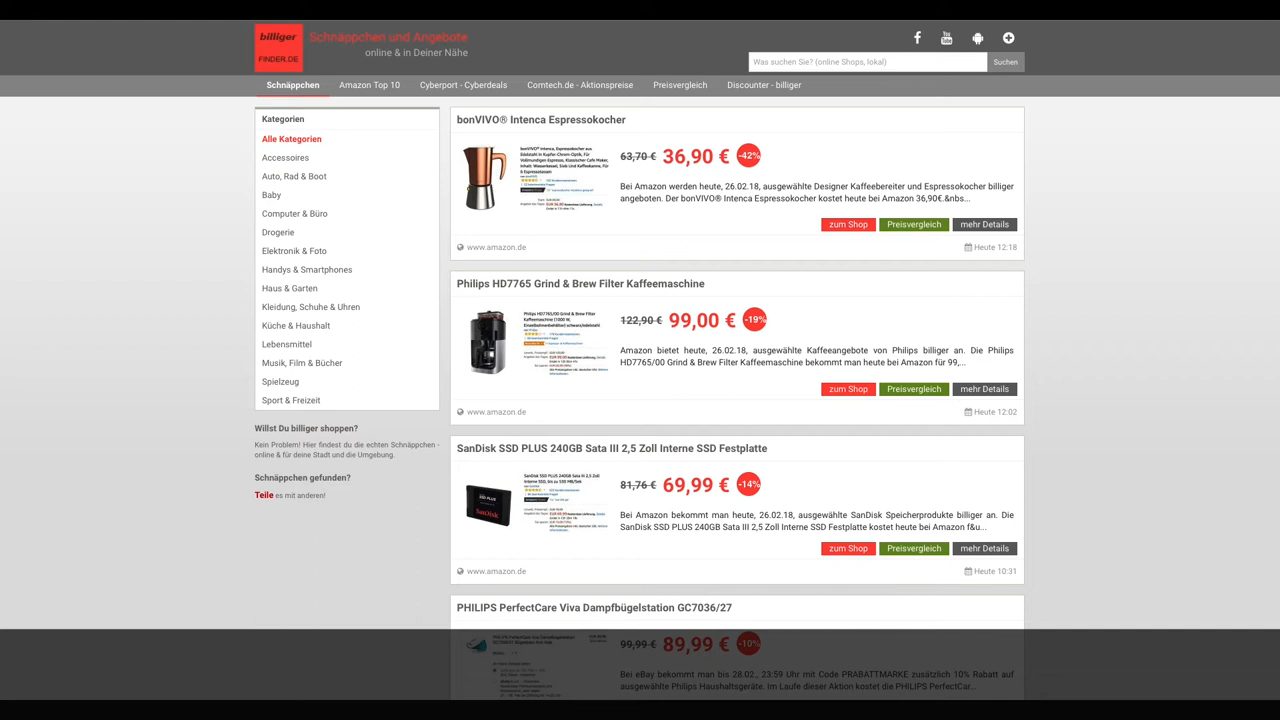 billiger
FINDER.DE
Schnäppchen und Angebote
online & in Deiner Nähe
Was suchen Sie? (online Shops, lokal)
Suchen
Schnäppchen
Amazon Top 10
Cyberport - Cyberdeals
Comtech.de - Aktionspreise
Preisvergleich
Discounter - billiger
Kategorien
Alle Kategorien
Accessoires
Auto, Rad & Boot
Baby
Computer & Büro
Drogerie
Elektronik & Foto
Handys & Smartphones
Haus & Garten
Kleidung, Schuhe & Uhren
Küche & Haushalt
Lebensmittel
Musik, Film & Bücher
Spielzeug
Sport & Freizeit
Willst Du billiger shoppen?
Kein Problem! Hier findest du die echten Schnäppchen -
online & für deine Stadt und die Umgebung.
Schnäppchen gefunden?
Teile es mit anderen!
bonVIVO® Intenca Espressokocher
63,70 € 36,90 € -42%
Bei Amazon werden heute, 26.02.18, ausgewählte Designer Kaffeebereiter und Espressokocher billiger
angeboten. Der bonVIVO® Intenca Espressokocher kostet heute bei Amazon 36,90€.&nbs...
zum Shop Preisvergleich mehr Details
www.amazon.de Heute 12:18
Philips HD7765 Grind & Brew Filter Kaffeemaschine
122,90 € 99,00 € -19%
Amazon bietet heute, 26.02.18, ausgewählte Kaffeeangebote von Philips billiger an. Die Philips
HD7765/00 Grind & Brew Filter Kaffeemaschine bekommt man heute bei Amazon für 99,...
zum Shop Preisvergleich mehr Details
www.amazon.de Heute 12:02
SanDisk SSD PLUS 240GB Sata III 2,5 Zoll Interne SSD Festplatte
81,76 € 69,99 € -14%
Bei Amazon bekommt man heute, 26.02.18, ausgewählte SanDisk Speicherprodukte billiger an. Die
SanDisk SSD PLUS 240GB Sata III 2,5 Zoll Interne SSD Festplatte kostet heute bei Amazon f&u...
zum Shop Preisvergleich mehr Details
www.amazon.de Heute 10:31
PHILIPS PerfectCare Viva Dampfbügelstation GC7036/27
99,99 € 89,99 € -10%
Bei eBay bekommt man bis 28.02., 23:59 Uhr mit Code PRABATTMARKE zusätzlich 10% Rabatt auf
ausgewählte Philips Haushaltsgeräte. Im Laufe dieser Aktion kostet die PHILIPS PerfectCar...